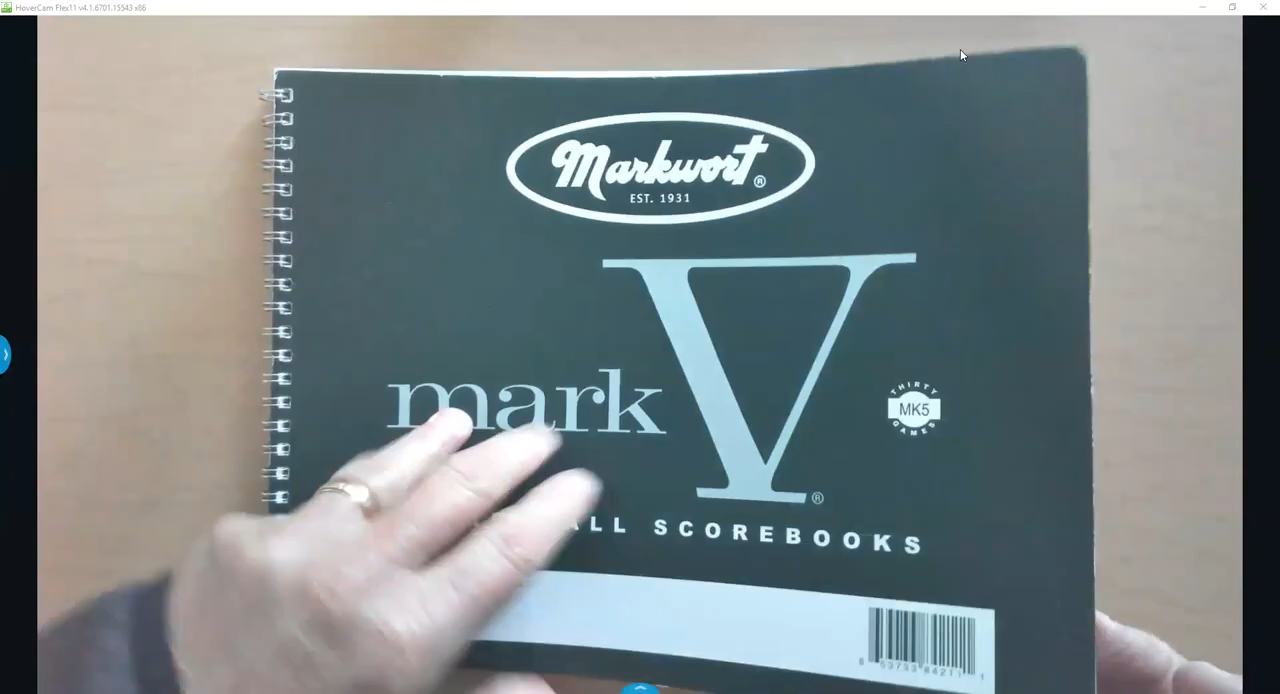 HoverCam Flex11 v4.1.6701.15543 x86
Markwort®
EST. 1931
mark V®
THIRTY
MK5
GAMES
ALL SCOREBOOKS